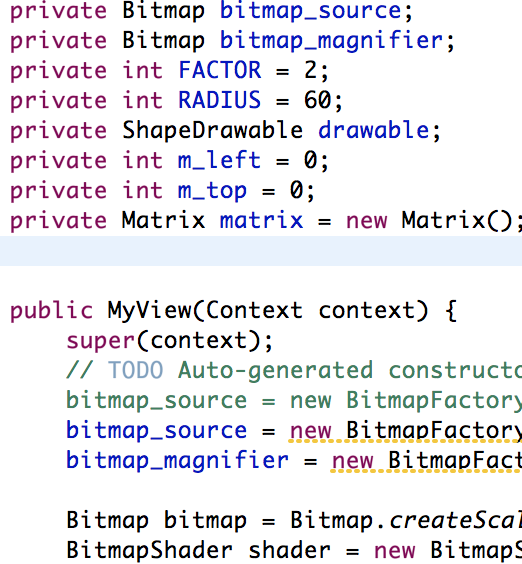 private Bitmap bitmap_source;
private Bitmap bitmap_magnifier;
private int FACTOR = 2;
private int RADIUS = 60;
private ShapeDrawable drawable;
private int m_left = 0;
private int m_top = 0;
private Matrix matrix = new Matrix();
public MyView(Context context) {
super(context);
// TODO Auto-generated constructo
bitmap_source = new BitmapFactory
bitmap_source = new BitmapFactory
bitmap_magnifier = new BitmapFact
Bitmap bitmap = Bitmap.createScal
BitmapShader shader = new BitmapS